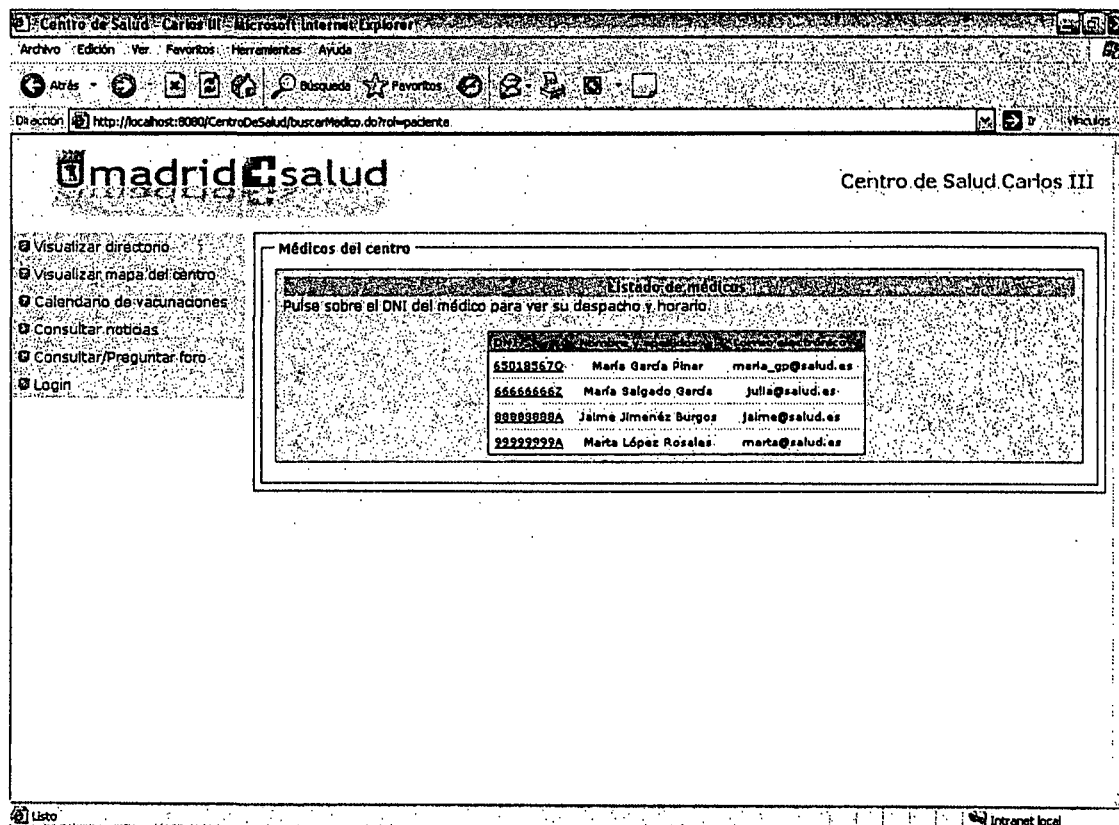 Centro de Salud - Carlos III - Microsoft Internet Explorer
Archivo Edición Ver Favoritos Herramientas Ayuda
Atrás Búsqueda Favoritos
Dirección http://localhost:8080/CentroDeSalud/buscarMedico.do?rol=paciente Ir Vínculos
madrid salud
Centro de Salud Carlos III
Visualizar directorio
Visualizar mapa del centro
Calendario de vacunaciones
Consultar noticias
Consultar/Preguntar foro
Login
Médicos del centro
Listado de médicos
Pulse sobre el DNI del médico para ver su despacho y horario.
DNI
65018567Q María García Pinar maria_gp@salud.es
66666666Z María Salgado García julia@salud.es
88888888A Jaime Jimenéz Burgos jaime@salud.es
99999999A Marta López Rosales marta@salud.es
Listo Intranet local